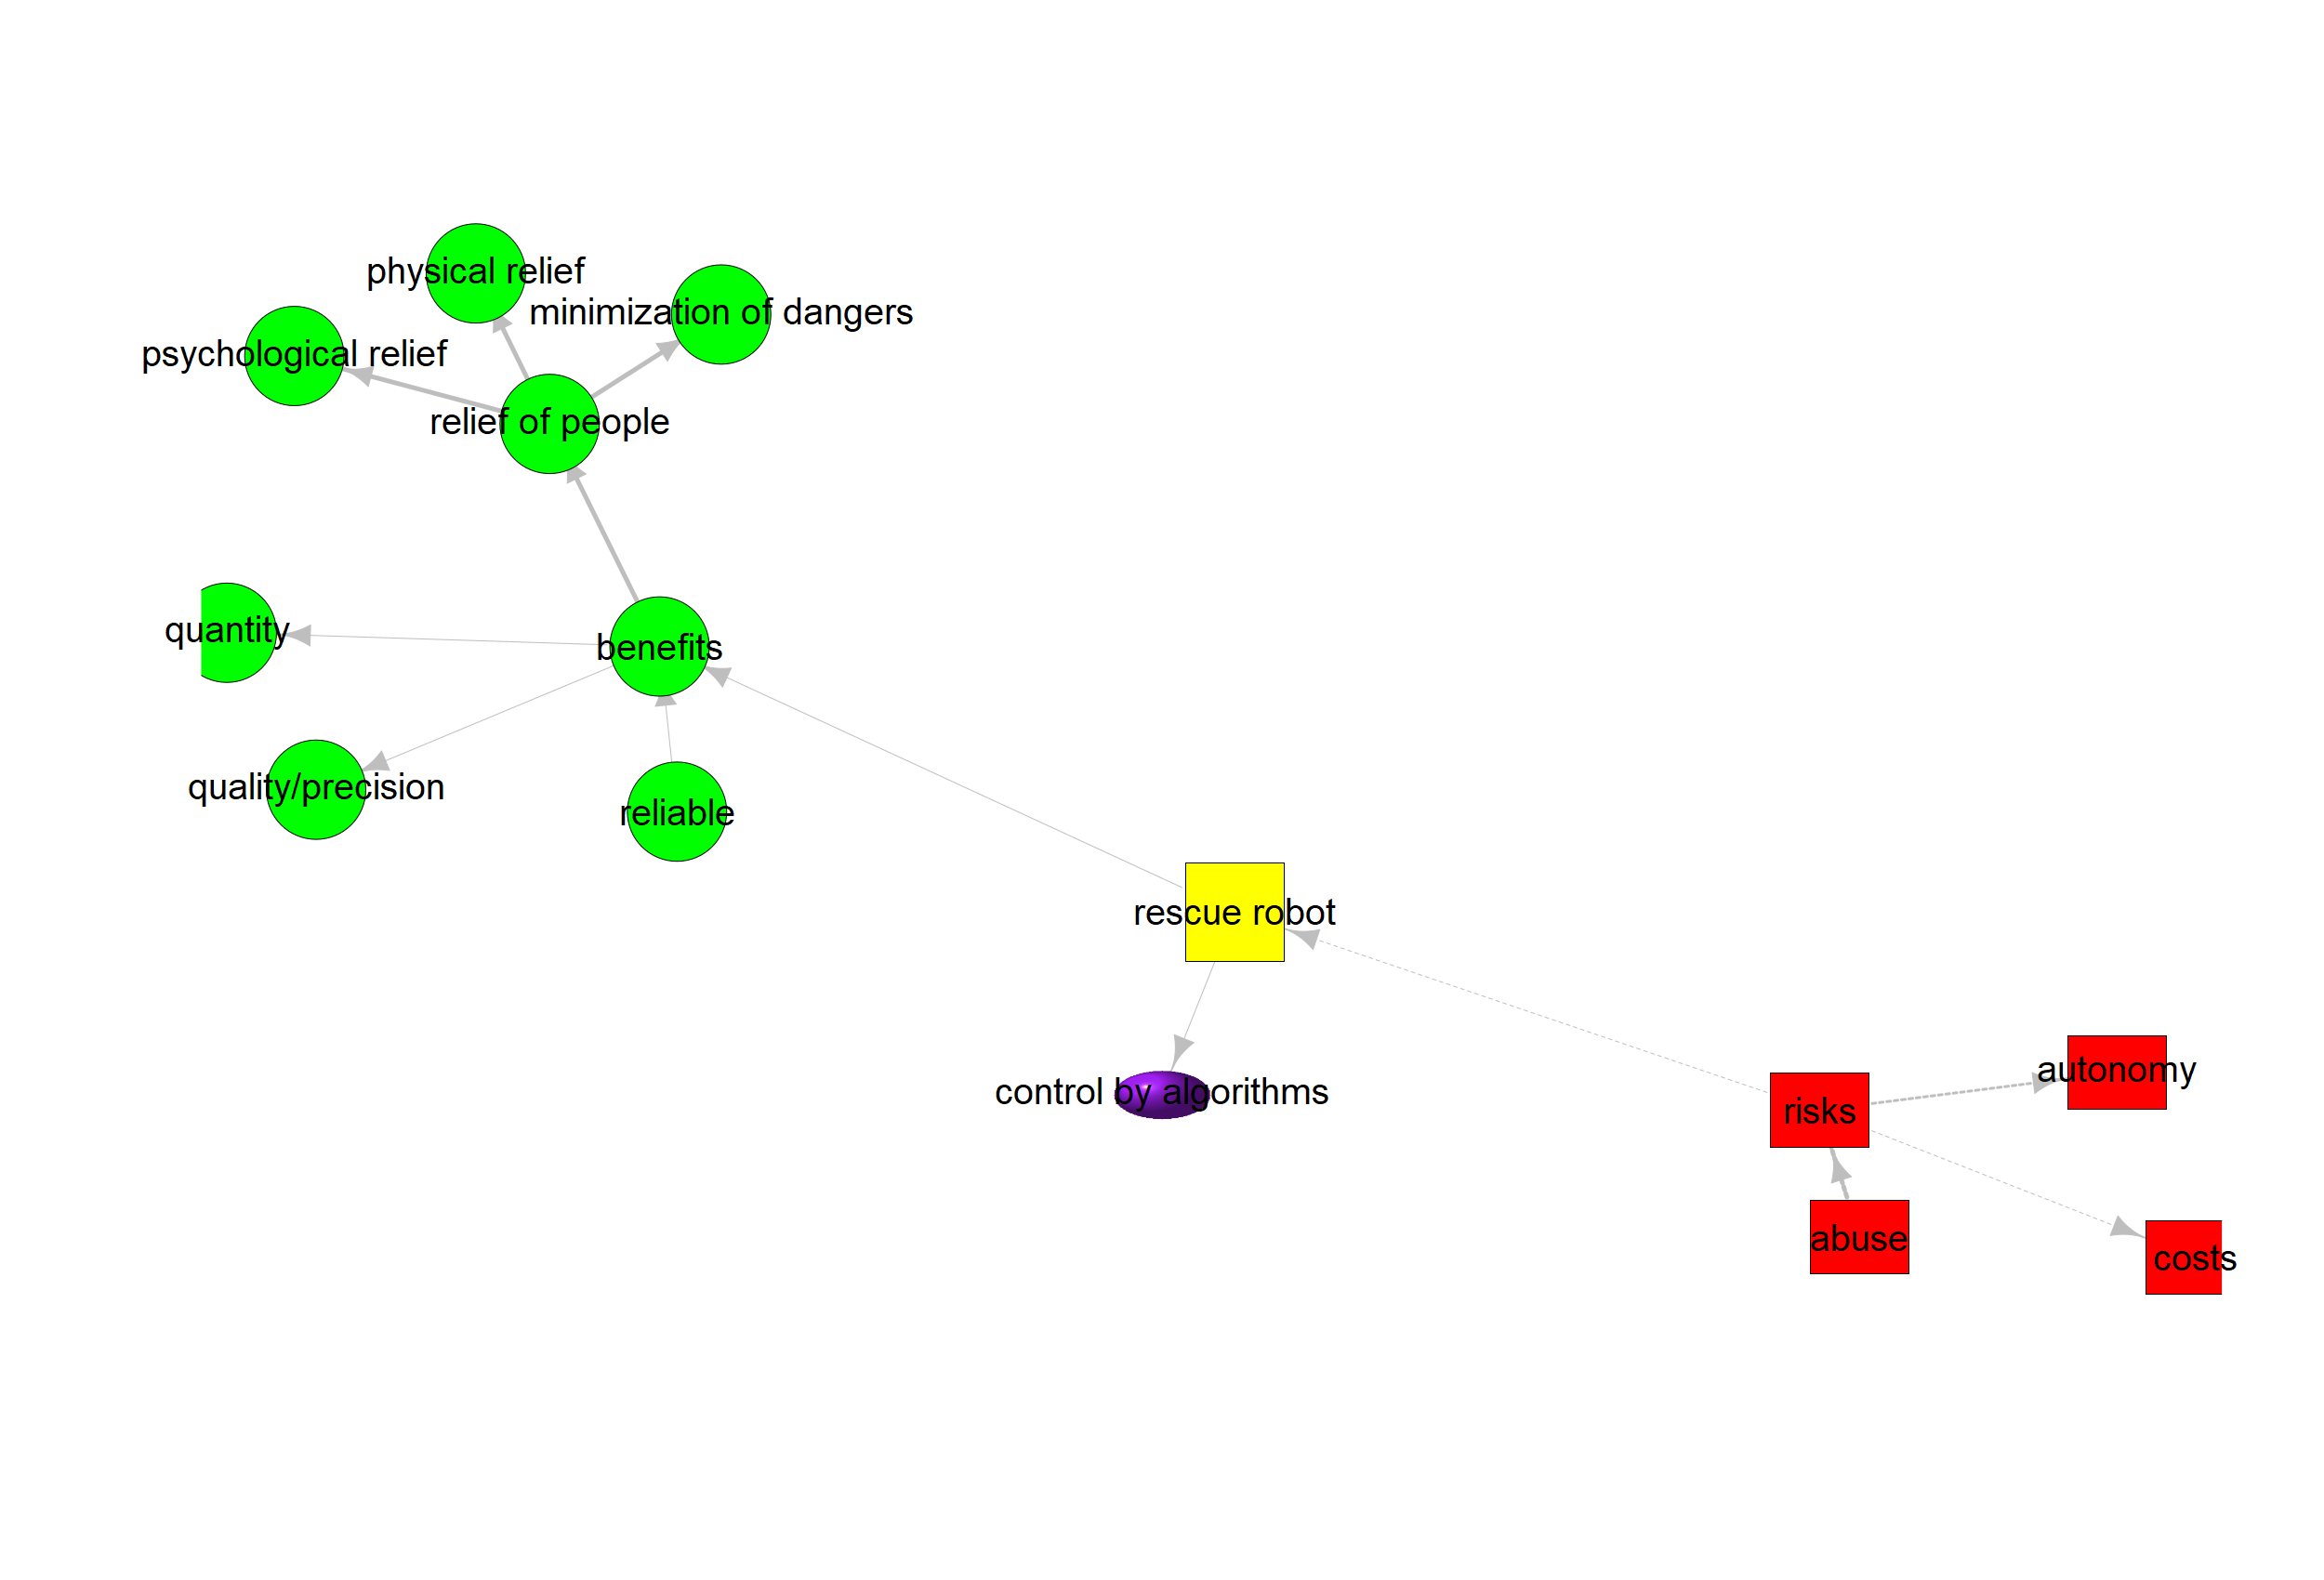 physical relief
minimization of dangers
psychological relief
relief of people
quantity
benefits
quality/precision
reliable
rescue robot
control by algorithms
autonomy
risks
abuse
costs